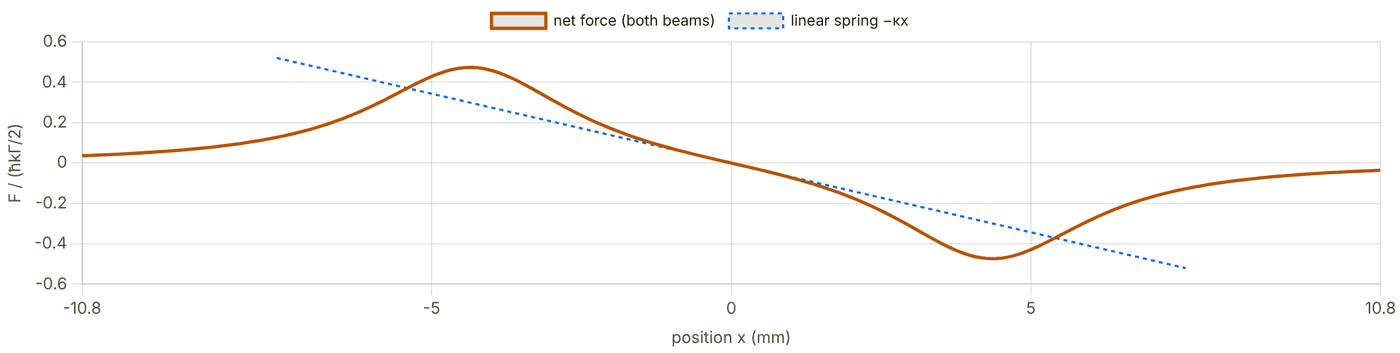 net force (both beams) linear spring −κx
0.6
0.4
0.2
0
-0.2
-0.4
-0.6
F / (ħkΓ/2)
-10.8 -5 0 5 10.8
position x (mm)